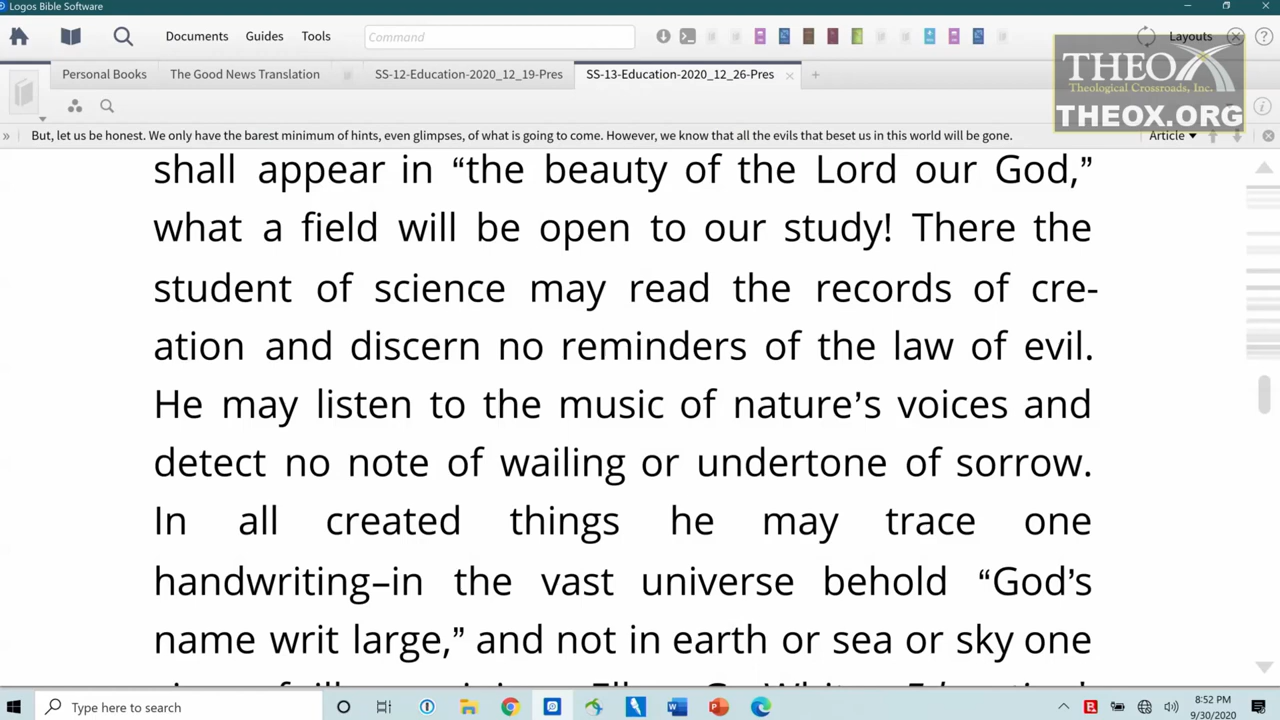 Logos Bible Software
Documents Guides Tools Command Layouts
Personal Books The Good News Translation SS-12-Education-2020_12_19-Pres SS-13-Education-2020_12_26-Pres
THEOX
Theological Crossroads, Inc.
THEOX.ORG
But, let us be honest. We only have the barest minimum of hints, even glimpses, of what is going to come. However, we know that all the evils that beset us in this world will be gone. Article
shall appear in “the beauty of the Lord our God,”
what a field will be open to our study! There the
student of science may read the records of cre-
ation and discern no reminders of the law of evil.
He may listen to the music of nature’s voices and
detect no note of wailing or undertone of sorrow.
In all created things he may trace one
handwriting–in the vast universe behold “God’s
name writ large,” and not in earth or sea or sky one
Type here to search
8:52 PM
9/30/2020